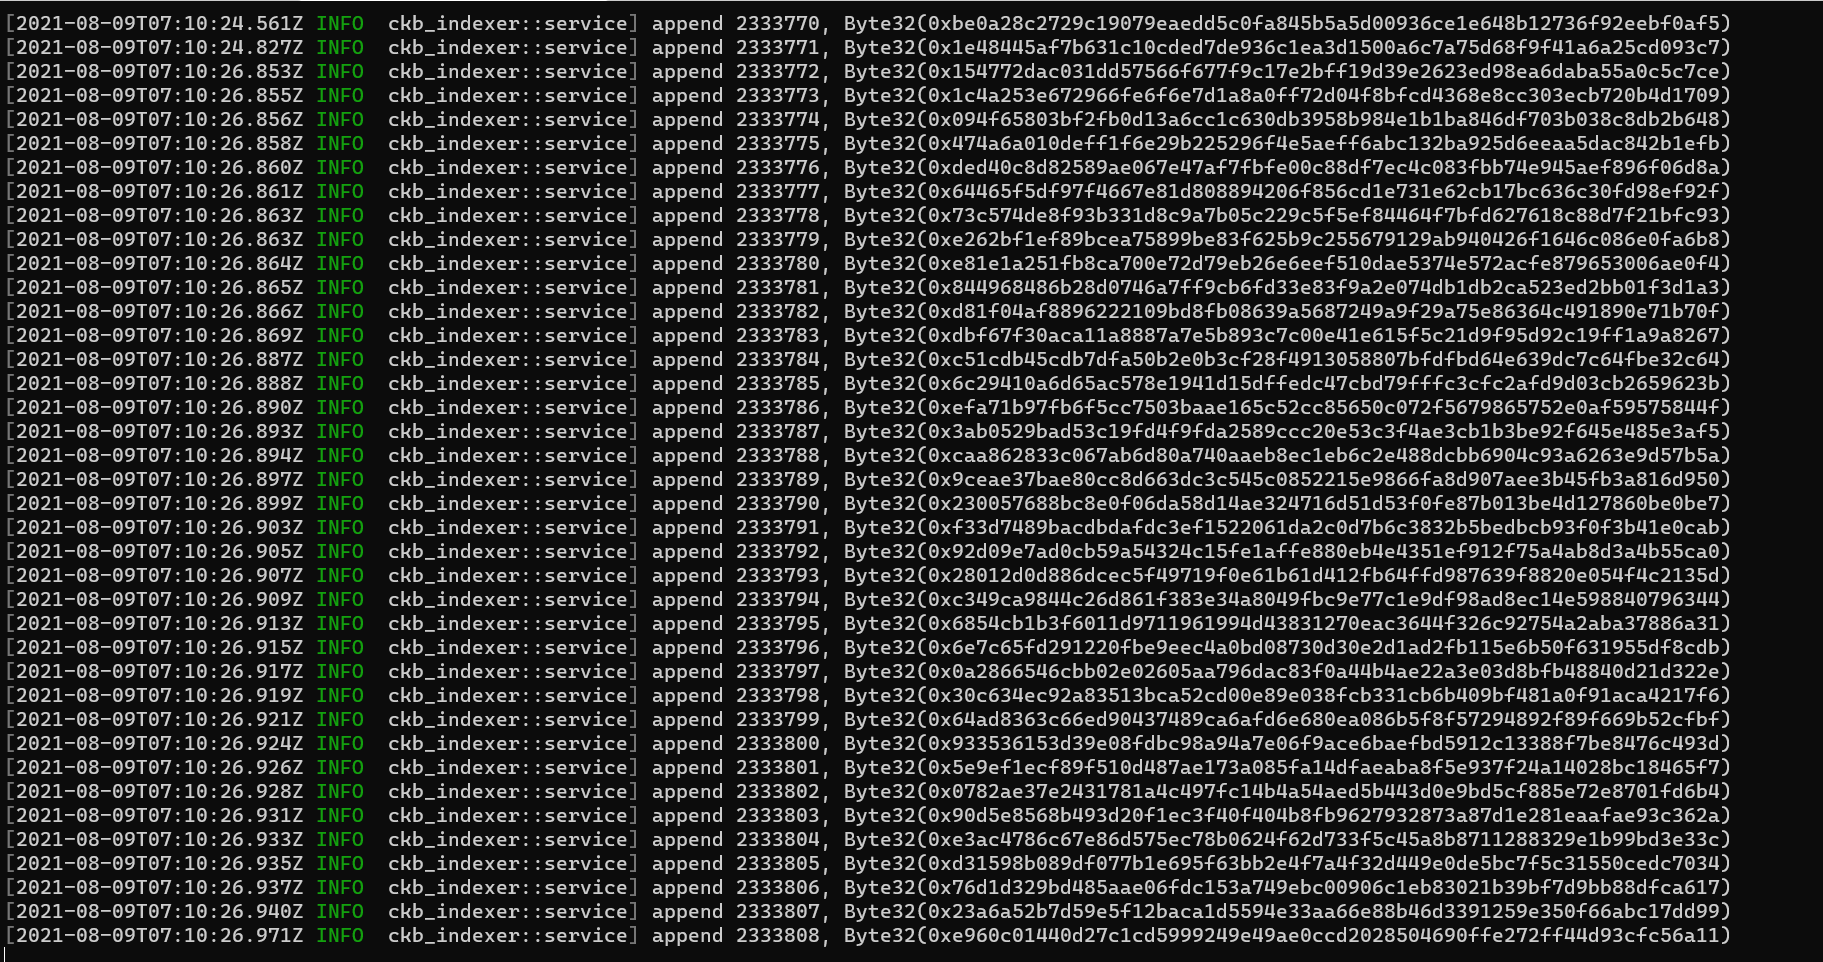 [2021-08-09T07:10:24.561Z INFO  ckb_indexer::service] append 2333770, Byte32(0xbe0a28c2729c19079eaedd5c0fa845b5a5d00936ce1e648b12736f92eebf0af5)
[2021-08-09T07:10:24.827Z INFO  ckb_indexer::service] append 2333771, Byte32(0x1e48445af7b631c10cded7de936c1ea3d1500a6c7a75d68f9f41a6a25cd093c7)
[2021-08-09T07:10:26.853Z INFO  ckb_indexer::service] append 2333772, Byte32(0x154772dac031dd57566f677f9c17e2bff19d39e2623ed98ea6daba55a0c5c7ce)
[2021-08-09T07:10:26.855Z INFO  ckb_indexer::service] append 2333773, Byte32(0x1c4a253e672966fe6f6e7d1a8a0ff72d04f8bfcd4368e8cc303ecb720b4d1709)
[2021-08-09T07:10:26.856Z INFO  ckb_indexer::service] append 2333774, Byte32(0x094f65803bf2fb0d13a6cc1c630db3958b984e1b1ba846df703b038c8db2b648)
[2021-08-09T07:10:26.858Z INFO  ckb_indexer::service] append 2333775, Byte32(0x474a6a010deff1f6e29b225296f4e5aeff6abc132ba925d6eeaa5dac842b1efb)
[2021-08-09T07:10:26.860Z INFO  ckb_indexer::service] append 2333776, Byte32(0xded40c8d82589ae067e47af7fbfe00c88df7ec4c083fbb74e945aef896f06d8a)
[2021-08-09T07:10:26.861Z INFO  ckb_indexer::service] append 2333777, Byte32(0x64465f5df97f4667e81d808894206f856cd1e731e62cb17bc636c30fd98ef92f)
[2021-08-09T07:10:26.863Z INFO  ckb_indexer::service] append 2333778, Byte32(0x73c574de8f93b331d8c9a7b05c229c5f5ef84464f7bfd627618c88d7f21bfc93)
[2021-08-09T07:10:26.863Z INFO  ckb_indexer::service] append 2333779, Byte32(0xe262bf1ef89bcea75899be83f625b9c255679129ab940426f1646c086e0fa6b8)
[2021-08-09T07:10:26.864Z INFO  ckb_indexer::service] append 2333780, Byte32(0xe81e1a251fb8ca700e72d79eb26e6eef510dae5374e572acfe879653006ae0f4)
[2021-08-09T07:10:26.865Z INFO  ckb_indexer::service] append 2333781, Byte32(0x844968486b28d0746a7ff9cb6fd33e83f9a2e074db1db2ca523ed2bb01f3d1a3)
[2021-08-09T07:10:26.866Z INFO  ckb_indexer::service] append 2333782, Byte32(0xd81f04af8896222109bd8fb08639a5687249a9f29a75e86364c491890e71b70f)
[2021-08-09T07:10:26.869Z INFO  ckb_indexer::service] append 2333783, Byte32(0xdbf67f30aca11a8887a7e5b893c7c00e41e615f5c21d9f95d92c19ff1a9a8267)
[2021-08-09T07:10:26.887Z INFO  ckb_indexer::service] append 2333784, Byte32(0xc51cdb45cdb7dfa50b2e0b3cf28f4913058807bfdfbd64e639dc7c64fbe32c64)
[2021-08-09T07:10:26.888Z INFO  ckb_indexer::service] append 2333785, Byte32(0x6c29410a6d65ac578e1941d15dffedc47cbd79fffc3cfc2afd9d03cb2659623b)
[2021-08-09T07:10:26.890Z INFO  ckb_indexer::service] append 2333786, Byte32(0xefa71b97fb6f5cc7503baae165c52cc85650c072f5679865752e0af59575844f)
[2021-08-09T07:10:26.893Z INFO  ckb_indexer::service] append 2333787, Byte32(0x3ab0529bad53c19fd4f9fda2589ccc20e53c3f4ae3cb1b3be92f645e485e3af5)
[2021-08-09T07:10:26.894Z INFO  ckb_indexer::service] append 2333788, Byte32(0xcaa862833c067ab6d80a740aaeb8ec1eb6c2e488dcbb6904c93a6263e9d57b5a)
[2021-08-09T07:10:26.897Z INFO  ckb_indexer::service] append 2333789, Byte32(0x9ceae37bae80cc8d663dc3c545c0852215e9866fa8d907aee3b45fb3a816d950)
[2021-08-09T07:10:26.899Z INFO  ckb_indexer::service] append 2333790, Byte32(0x230057688bc8e0f06da58d14ae324716d51d53f0fe87b013be4d127860be0be7)
[2021-08-09T07:10:26.903Z INFO  ckb_indexer::service] append 2333791, Byte32(0xf33d7489bacdbdafdc3ef1522061da2c0d7b6c3832b5bedbcb93f0f3b41e0cab)
[2021-08-09T07:10:26.905Z INFO  ckb_indexer::service] append 2333792, Byte32(0x92d09e7ad0cb59a54324c15fe1affe880eb4e4351ef912f75a4ab8d3a4b55ca0)
[2021-08-09T07:10:26.907Z INFO  ckb_indexer::service] append 2333793, Byte32(0x28012d0d886dcec5f49719f0e61b61d412fb64ffd987639f8820e054f4c2135d)
[2021-08-09T07:10:26.909Z INFO  ckb_indexer::service] append 2333794, Byte32(0xc349ca9844c26d861f383e34a8049fbc9e77c1e9df98ad8ec14e598840796344)
[2021-08-09T07:10:26.913Z INFO  ckb_indexer::service] append 2333795, Byte32(0x6854cb1b3f6011d9711961994d43831270eac3644f326c92754a2aba37886a31)
[2021-08-09T07:10:26.915Z INFO  ckb_indexer::service] append 2333796, Byte32(0x6e7c65fd291220fbe9eec4a0bd08730d30e2d1ad2fb115e6b50f631955df8cdb)
[2021-08-09T07:10:26.917Z INFO  ckb_indexer::service] append 2333797, Byte32(0x0a2866546cbb02e02605aa796dac83f0a44b4ae22a3e03d8bfb48840d21d322e)
[2021-08-09T07:10:26.919Z INFO  ckb_indexer::service] append 2333798, Byte32(0x30c634ec92a83513bca52cd00e89e038fcb331cb6b409bf481a0f91aca4217f6)
[2021-08-09T07:10:26.921Z INFO  ckb_indexer::service] append 2333799, Byte32(0x64ad8363c66ed90437489ca6afd6e680ea086b5f8f57294892f89f669b52cfbf)
[2021-08-09T07:10:26.924Z INFO  ckb_indexer::service] append 2333800, Byte32(0x933536153d39e08fdbc98a94a7e06f9ace6baefbd5912c13388f7be8476c493d)
[2021-08-09T07:10:26.926Z INFO  ckb_indexer::service] append 2333801, Byte32(0x5e9ef1ecf89f510d487ae173a085fa14dfaeaba8f5e937f24a14028bc18465f7)
[2021-08-09T07:10:26.928Z INFO  ckb_indexer::service] append 2333802, Byte32(0x0782ae37e2431781a4c497fc14b4a54aed5b443d0e9bd5cf885e72e8701fd6b4)
[2021-08-09T07:10:26.931Z INFO  ckb_indexer::service] append 2333803, Byte32(0x90d5e8568b493d20f1ec3f40f404b8fb9627932873a87d1e281eaafae93c362a)
[2021-08-09T07:10:26.933Z INFO  ckb_indexer::service] append 2333804, Byte32(0xe3ac4786c67e86d575ec78b0624f62d733f5c45a8b8711288329e1b99bd3e33c)
[2021-08-09T07:10:26.935Z INFO  ckb_indexer::service] append 2333805, Byte32(0xd31598b089df077b1e695f63bb2e4f7a4f32d449e0de5bc7f5c31550cedc7034)
[2021-08-09T07:10:26.937Z INFO  ckb_indexer::service] append 2333806, Byte32(0x76d1d329bd485aae06fdc153a749ebc00906c1eb83021b39bf7d9bb88dfca617)
[2021-08-09T07:10:26.940Z INFO  ckb_indexer::service] append 2333807, Byte32(0x23a6a52b7d59e5f12baca1d5594e33aa66e88b46d3391259e350f66abc17dd99)
[2021-08-09T07:10:26.971Z INFO  ckb_indexer::service] append 2333808, Byte32(0xe960c01440d27c1cd5999249e49ae0ccd2028504690ffe272ff44d93cfc56a11)